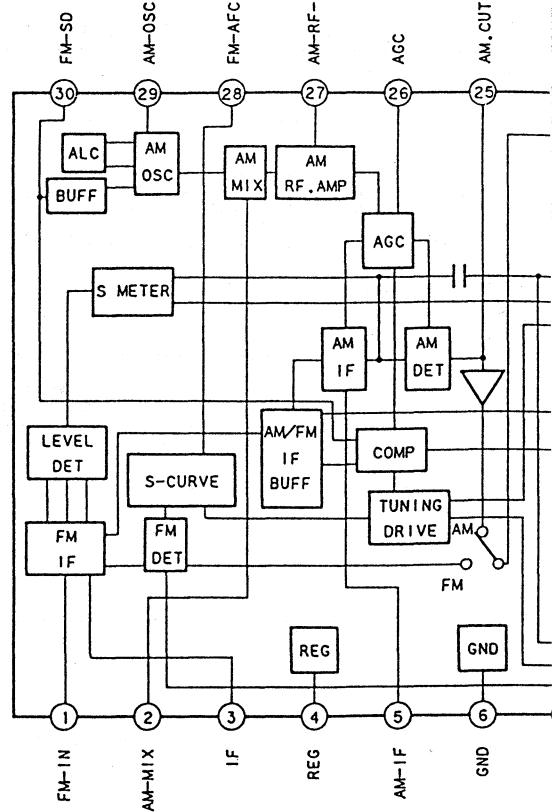 FM-SD
AM-OSC
FM-AFC
AM-RF-
AGC
AM.CUT
30
29
28
27
26
25
ALC
AM
OSC
BUFF
AM
MIX
AM
RF.AMP
AGC
S METER
AM
IF
AM
DET
LEVEL
DET
AM/FM
IF
BUFF
COMP
S-CURVE
TUNING
DRIVE
FM
IF
FM
DET
AM
FM
REG
GND
1
2
3
4
5
6
FM-IN
AM-MIX
IF
REG
AM-IF
GND